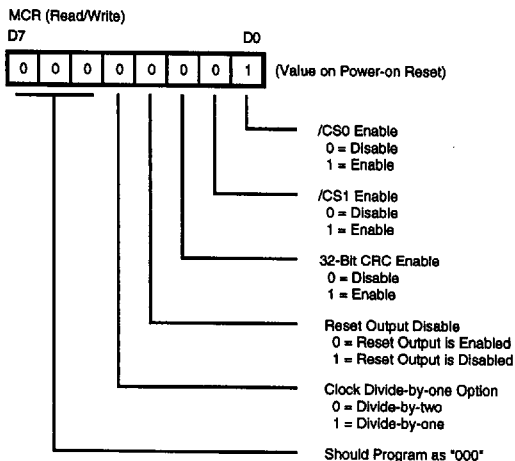 MCR (Read/Write)
D7 D0
0 0 0 0 0 0 0 1 (Value on Power-on Reset)
/CS0 Enable
0 = Disable
1 = Enable
/CS1 Enable
0 = Disable
1 = Enable
32-Bit CRC Enable
0 = Disable
1 = Enable
Reset Output Disable
0 = Reset Output is Enabled
1 = Reset Output is Disabled
Clock Divide-by-one Option
0 = Divide-by-two
1 = Divide-by-one
Should Program as "000"